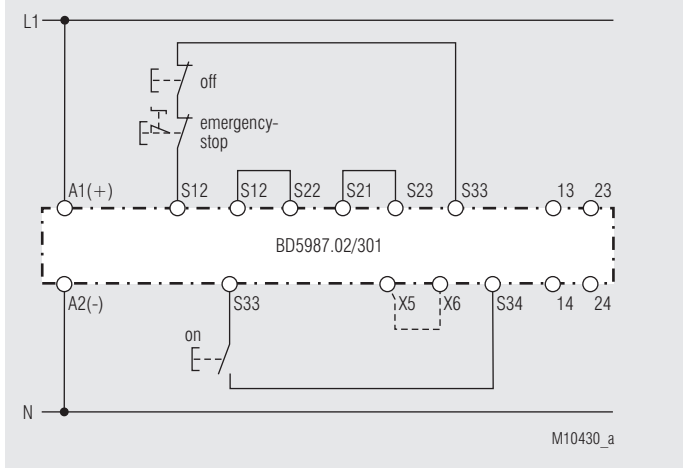 L1
off
emergency-
stop
A1(+) S12 S12 S22 S21 S23 S33 13 23
BD5987.02/301
A2(-) S33 X5 X6 S34 14 24
on
N
M10430_a